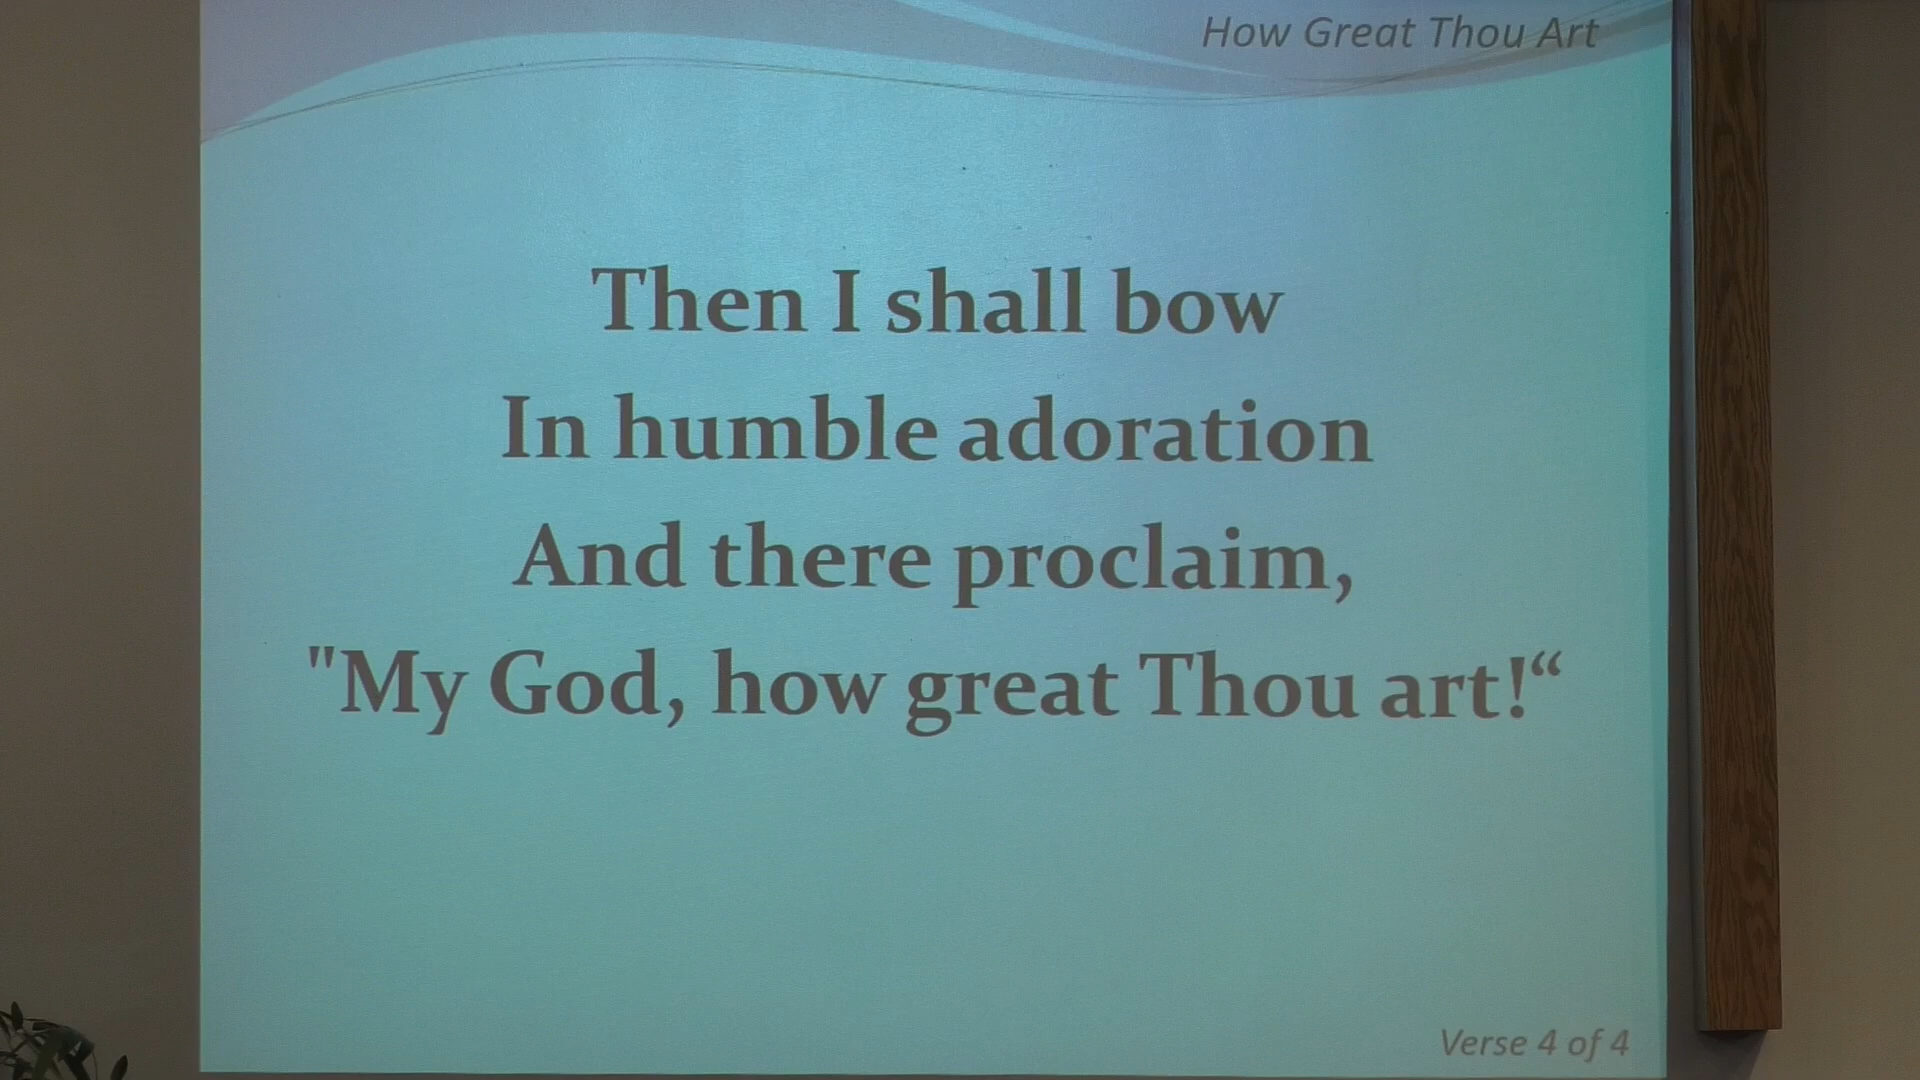 How Great Thou Art
Then I shall bow
In humble adoration
And there proclaim,
"My God, how great Thou art!“
Verse 4 of 4